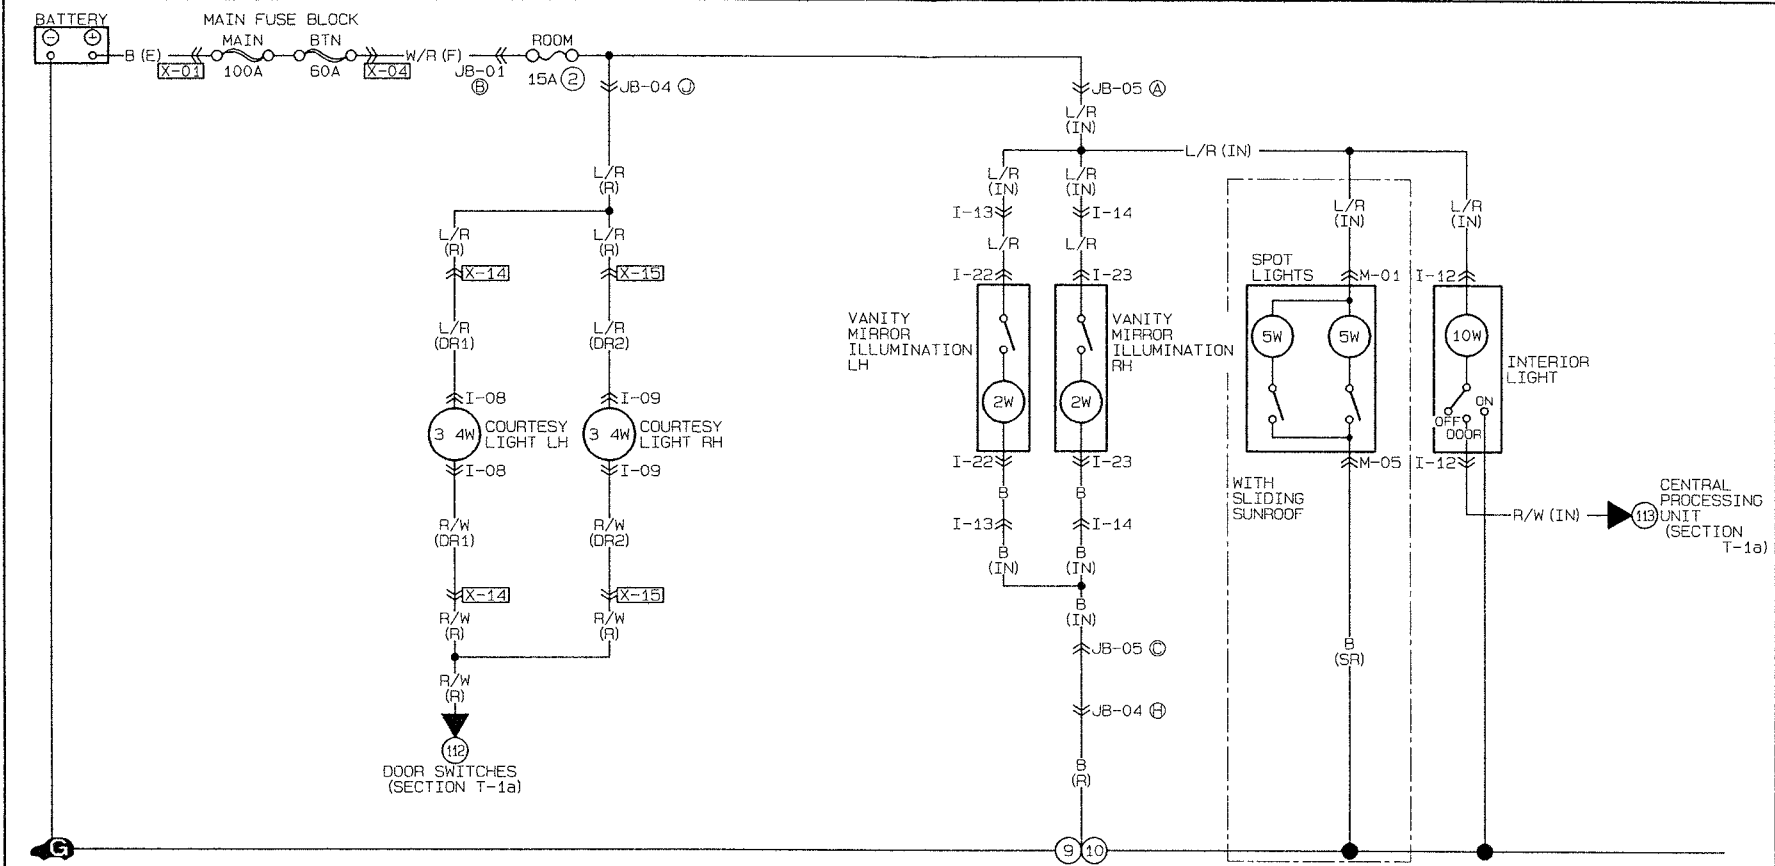 BATTERY
MAIN FUSE BLOCK
MAIN
BTN
ROOM
B (E)
W/R (F)
X-01
100A
60A
X-04
JB-01
B
15A 2
JB-04 J
JB-05 A
L/R
(IN)
L/R (IN)
L/R
(R)
L/R
(IN)
L/R
(IN)
I-13
I-14
L/R
(IN)
L/R
(IN)
L/R
(R)
L/R
(R)
L/R
L/R
X-14
X-15
I-22
I-23
SPOT
LIGHTS
M-01
I-12
L/R
(DR1)
L/R
(DR2)
VANITY
MIRROR
ILLUMINATION
LH
VANITY
MIRROR
ILLUMINATION
RH
5W
5W
10W
INTERIOR
LIGHT
2W
2W
OFF
DOOR
ON
I-08
I-09
3 4W
COURTESY
LIGHT LH
3 4W
COURTESY
LIGHT RH
I-08
I-09
I-22
I-23
M-05
I-12
WITH
SLIDING
SUNROOF
B
B
I-13
I-14
R/W (IN)
113
CENTRAL
PROCESSING
UNIT
(SECTION
T-1a)
R/W
(DR1)
R/W
(DR2)
B
(IN)
B
(IN)
X-14
X-15
R/W
(R)
R/W
(R)
B
(IN)
JB-05 C
B
(SR)
R/W
(R)
JB-04 H
112
DOOR SWITCHES
(SECTION T-1a)
B
(R)
G
9
10